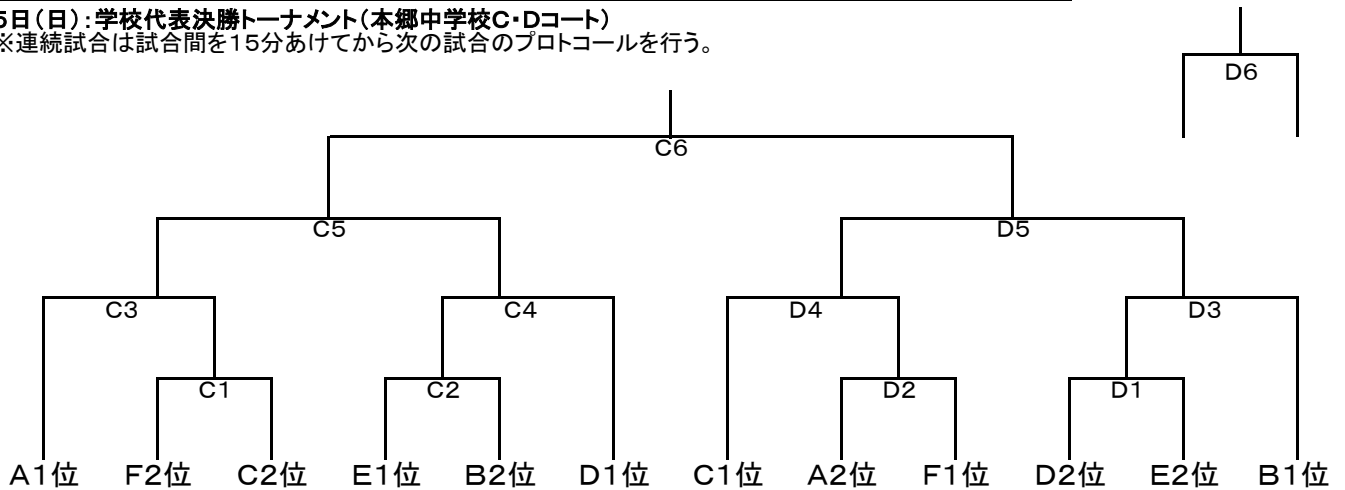 5日（日）：学校代表決勝トーナメント（本郷中学校C・Dコート）
※連続試合は試合間を１５分あけてから次の試合のプロトコールを行う。
D6
C6
C5
D5
C3
C4
D4
D3
C1
C2
D2
D1
A1位
F2位
C2位
E1位
B2位
D1位
C1位
A2位
F1位
D2位
E2位
B1位